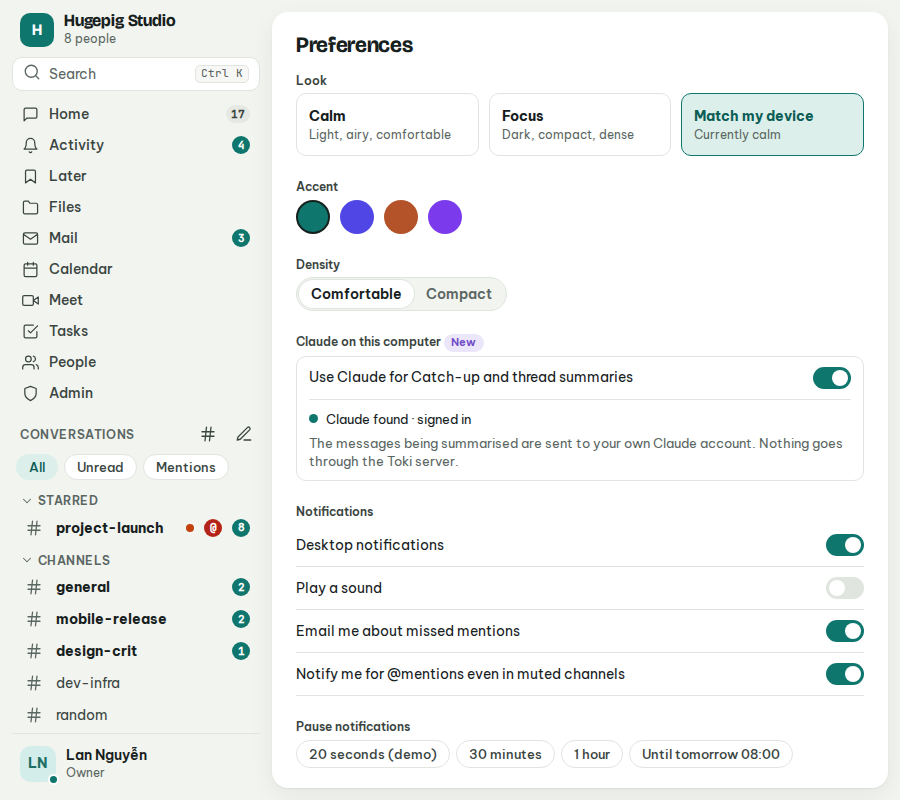 H
Hugepig Studio
8 people
Search
Ctrl K
Home
17
Activity
4
Later
Files
Mail
3
Calendar
Meet
Tasks
People
Admin
CONVERSATIONS
All
Unread
Mentions
STARRED
project-launch
@
8
CHANNELS
general
2
mobile-release
2
design-crit
1
dev-infra
random
LN
Lan Nguyễn
Owner
Preferences
Look
Calm
Light, airy, comfortable
Focus
Dark, compact, dense
Match my device
Currently calm
Accent
Density
Comfortable
Compact
Claude on this computer New
Use Claude for Catch-up and thread summaries
Claude found · signed in
The messages being summarised are sent to your own Claude account. Nothing goes
through the Toki server.
Notifications
Desktop notifications
Play a sound
Email me about missed mentions
Notify me for @mentions even in muted channels
Pause notifications
20 seconds (demo)
30 minutes
1 hour
Until tomorrow 08:00